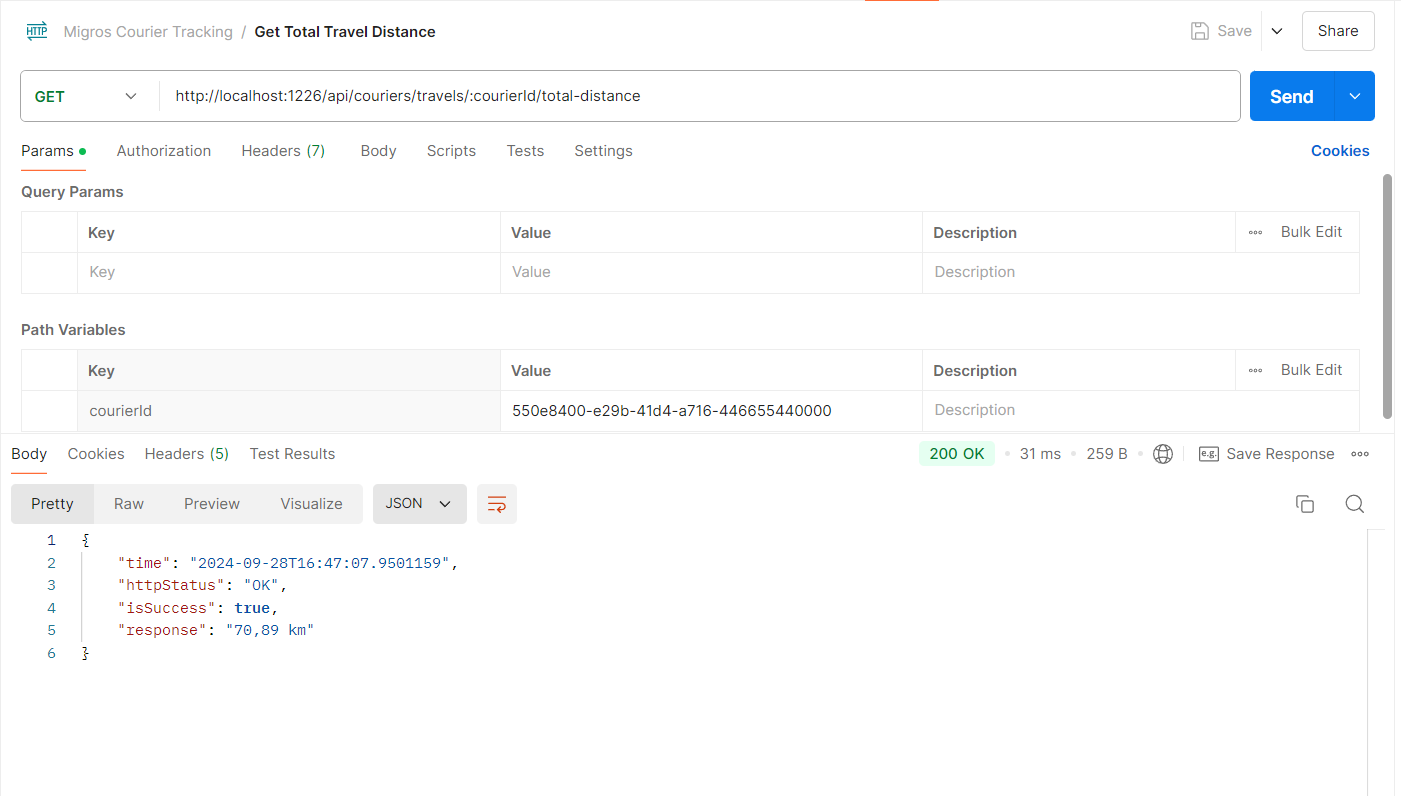 HTTP Migros Courier Tracking / Get Total Travel Distance Save Share
GET http://localhost:1226/api/couriers/travels/:courierId/total-distance Send
Params Authorization Headers (7) Body Scripts Tests Settings Cookies
Query Params
Key Value Description Bulk Edit
Key Value Description
Path Variables
Key Value Description Bulk Edit
courierId 550e8400-e29b-41d4-a716-446655440000 Description
Body Cookies Headers (5) Test Results 200 OK 31 ms 259 B e.g. Save Response
Pretty Raw Preview Visualize JSON
1 {
2 "time": "2024-09-28T16:47:07.9501159",
3 "httpStatus": "OK",
4 "isSuccess": true,
5 "response": "70,89 km"
6 }